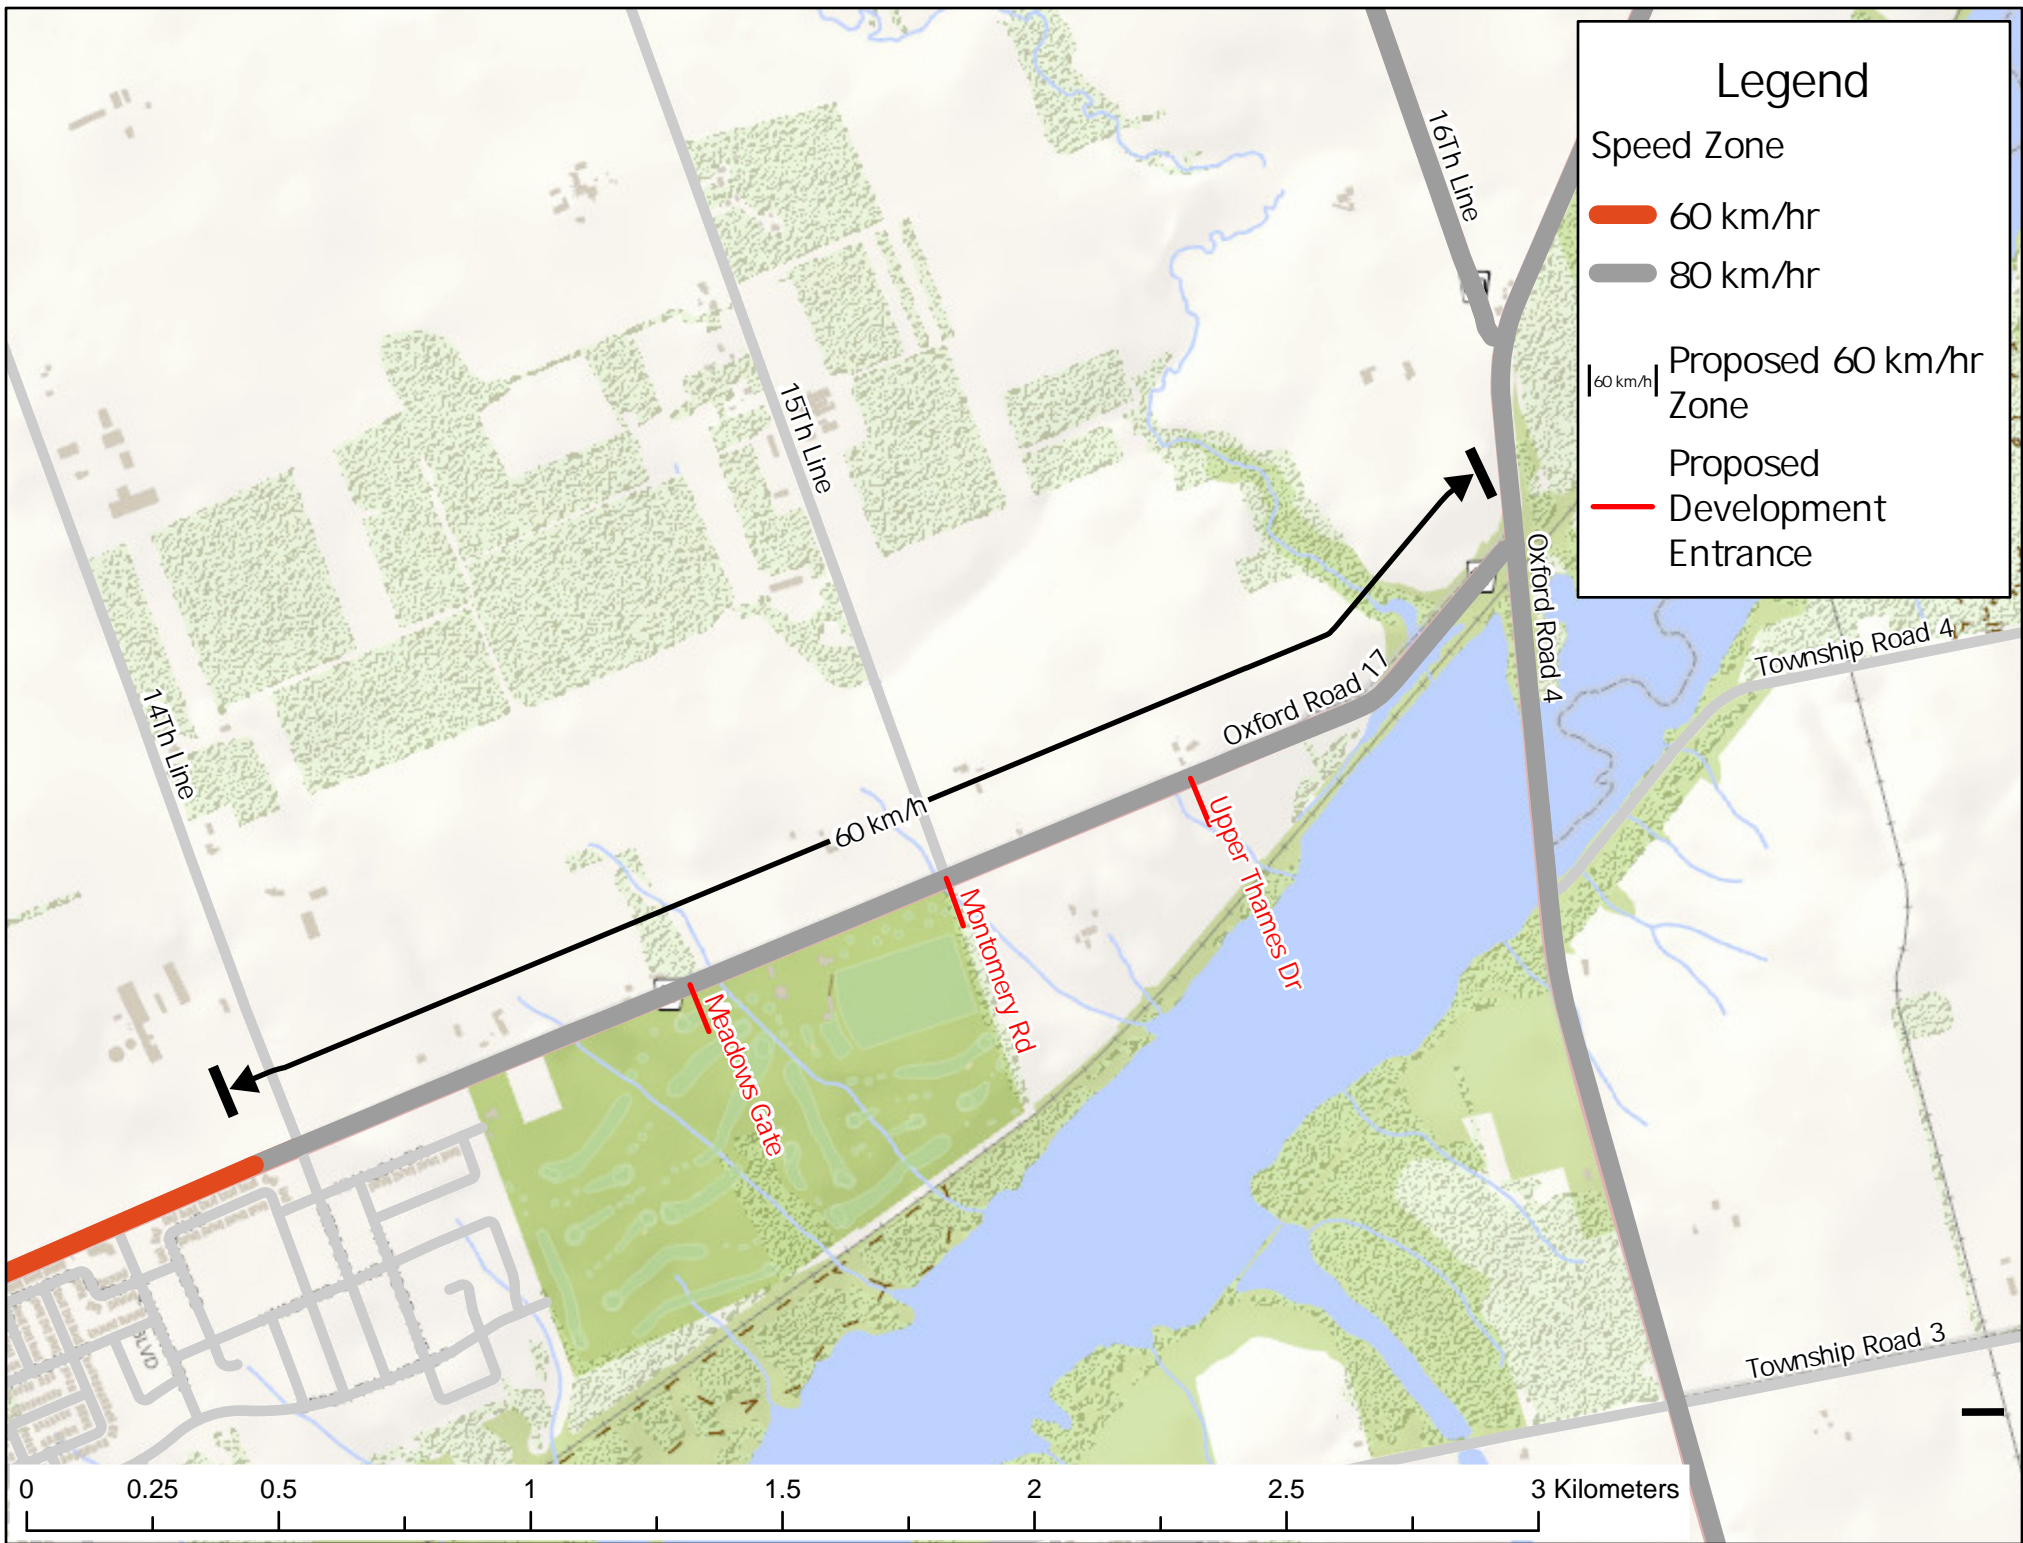 Legend
Speed Zone
60 km/hr
80 km/hr
60 km/h
Proposed 60 km/hr
Zone
Proposed
Development
Entrance
16Th Line
15Th Line
14Th Line
60 km/h
Oxford Road 17
Oxford Road 4
Township Road 4
Upper Thames Dr
Montomery Rd
Meadows Gate
BLVD
Township Road 3
0 0.25 0.5 1 1.5 2 2.5 3 Kilometers